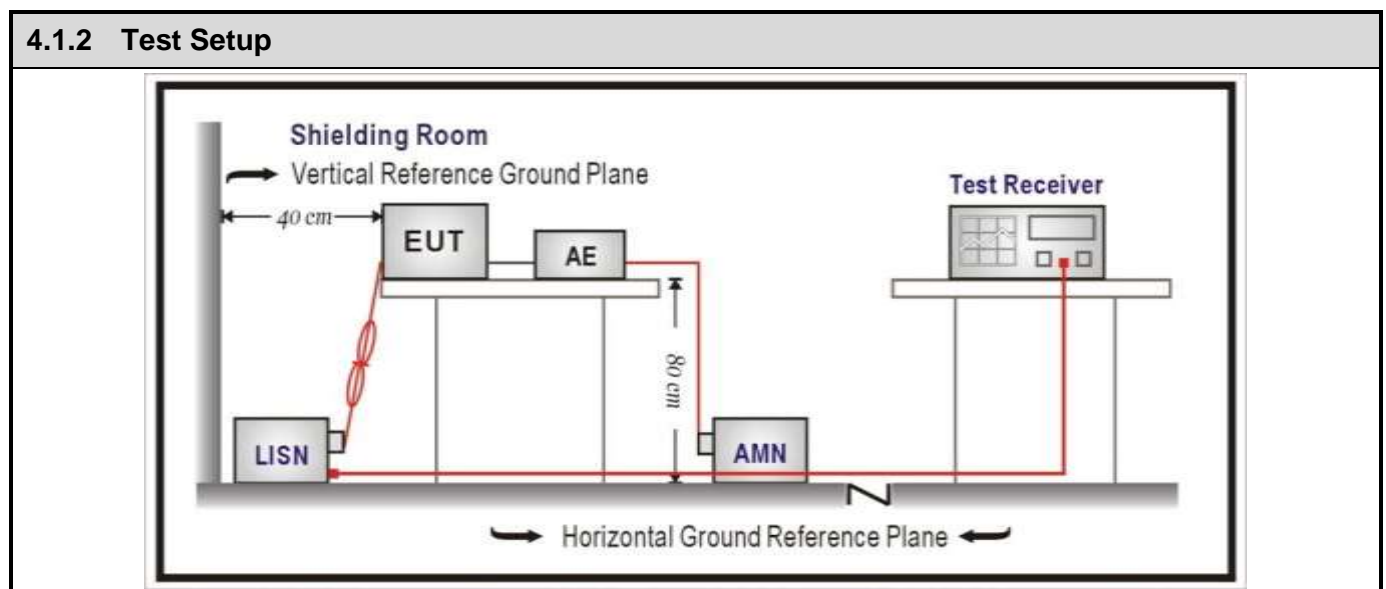 4.1.2 Test Setup
Shielding Room
Vertical Reference Ground Plane
Test Receiver
40 cm
EUT
AE
80 cm
LISN
AMN
Horizontal Ground Reference Plane